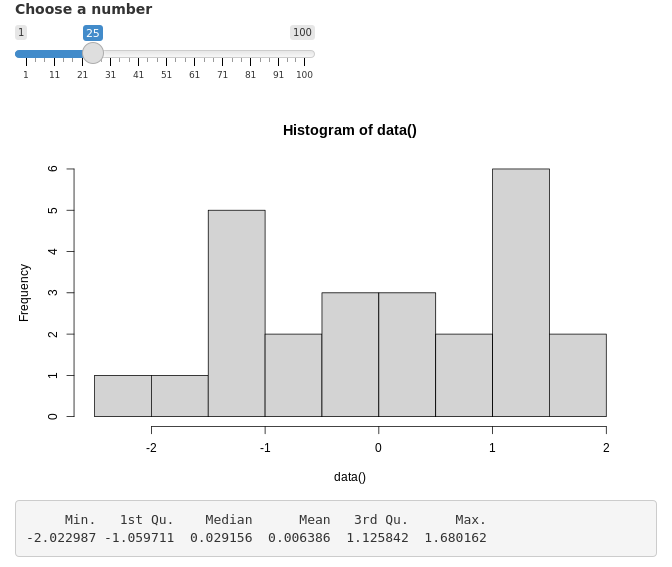 Choose a number
1 25 100
1 11 21 31 41 51 61 71 81 91 100
Histogram of data()
Frequency
0 1 2 3 4 5 6
-2 -1 0 1 2
data()
Min. 1st Qu. Median Mean 3rd Qu. Max.
-2.022987 -1.059711 0.029156 0.006386 1.125842 1.680162